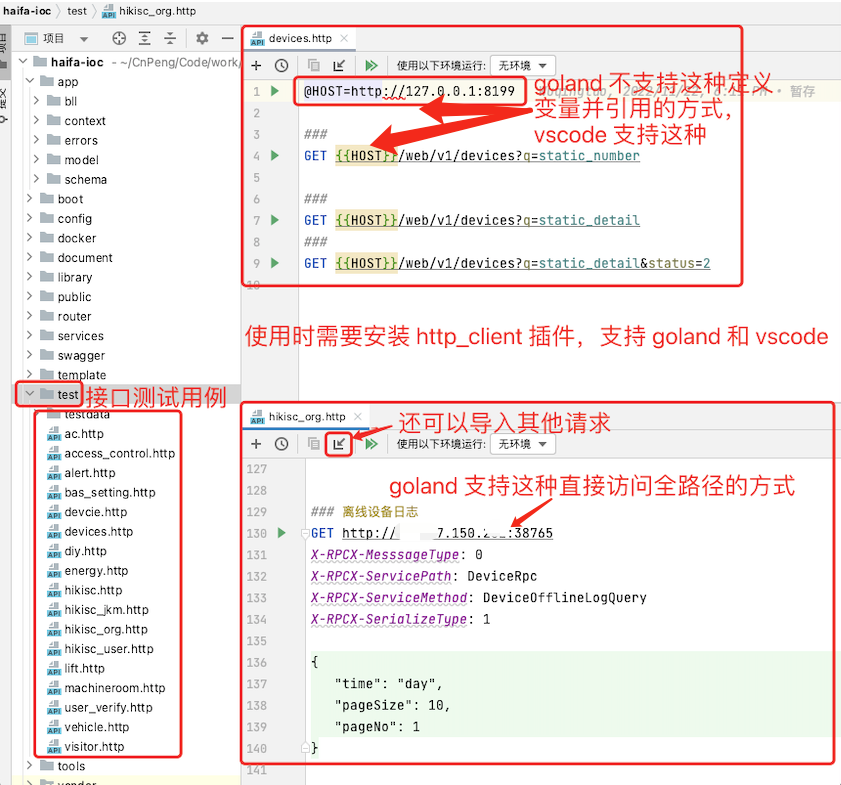 haifa-ioc test hikisc_org.http
项目
haifa-ioc ~/CnPeng/Code/work/
app
bll
context
errors
model
schema
boot
config
docker
document
library
public
router
services
swagger
template
test
接口测试用例
testdata
ac.http
access_control.http
alert.http
bas_setting.http
devcie.http
devices.http
diy.http
energy.http
hikisc.http
hikisc_jkm.http
hikisc_org.http
hikisc_user.http
lift.http
machineroom.http
user_verify.http
vehicle.http
visitor.http
tools
vendor
devices.http
使用以下环境运行: 无环境
1 @HOST=http://127.0.0.1:8199
暂存
goland 不支持这种定义
变量并引用的方式，
vscode 支持这种
2
3 ###
4 GET {{HOST}}/web/v1/devices?q=static_number
5
6 ###
7 GET {{HOST}}/web/v1/devices?q=static_detail
8 ###
9 GET {{HOST}}/web/v1/devices?q=static_detail&status=2
10
使用时需要安装 http_client 插件，支持 goland 和 vscode
hikisc_org.http
还可以导入其他请求
使用以下环境运行: 无环境
goland 支持这种直接访问全路径的方式
127
128
129 ### 离线设备日志
130 GET http:// 7.150. :38765
131 X-RPCX-MesssageType: 0
132 X-RPCX-ServicePath: DeviceRpc
133 X-RPCX-ServiceMethod: DeviceOfflineLogQuery
134 X-RPCX-SerializeType: 1
135
136 {
137 "time": "day",
138 "pageSize": 10,
139 "pageNo": 1
140 }
141